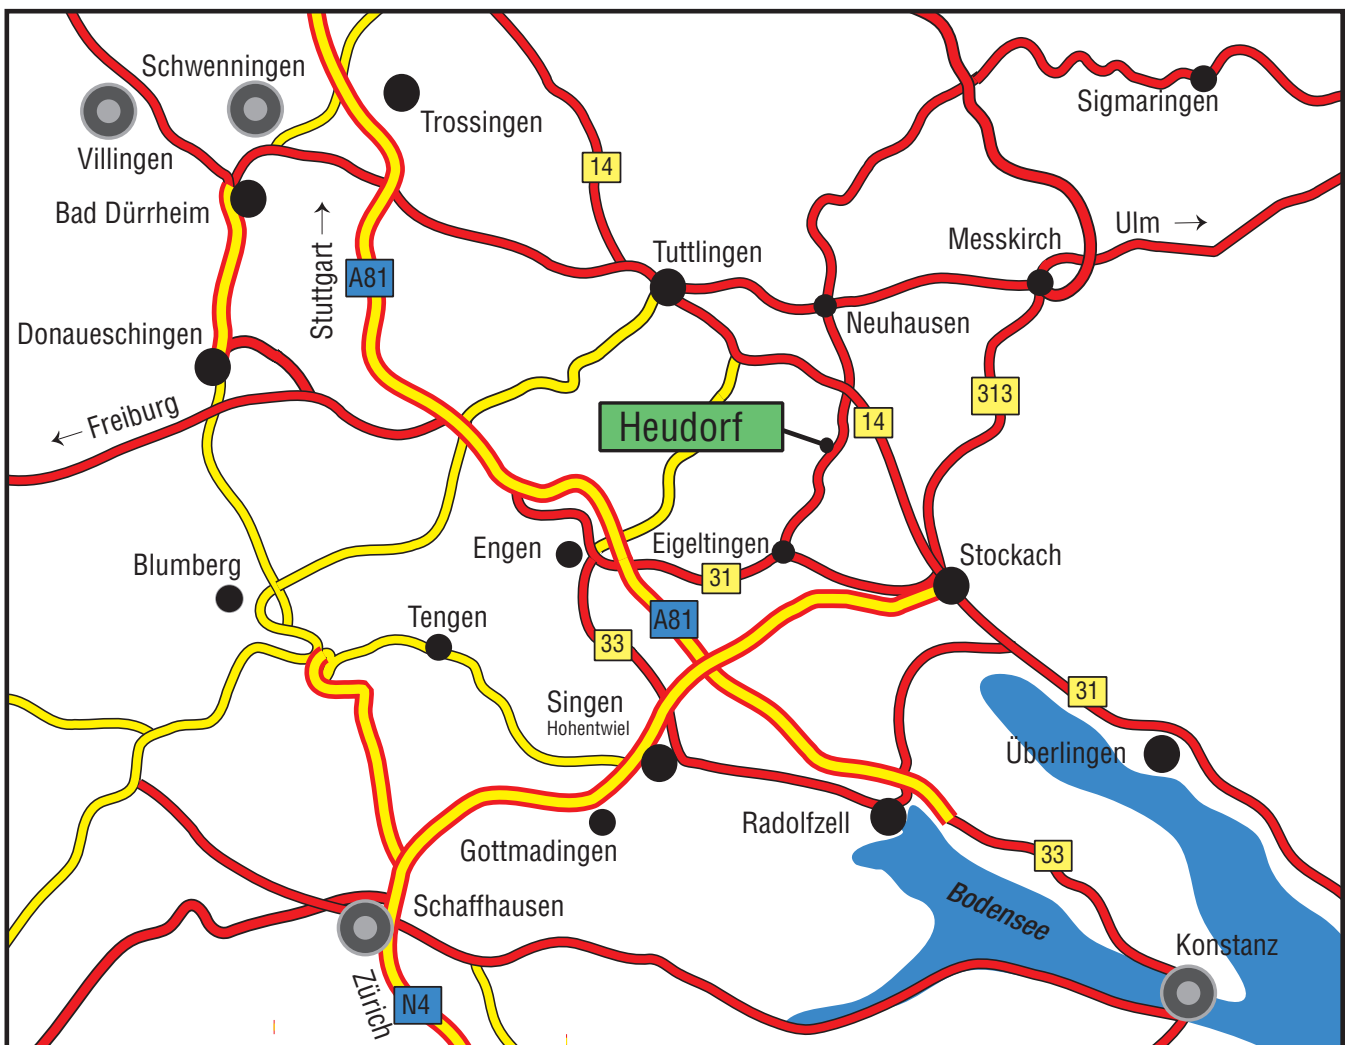 Schwenningen
Trossingen
Villingen
Sigmaringen
14
Bad Dürrheim
Stuttgart →
Ulm →
Messkirch
Tuttlingen
A81
Neuhausen
Donaueschingen
← Freiburg
313
Heudorf
14
Engen
Eigeltingen
Stockach
Blumberg
31
Tengen
A81
33
Singen
Hohentwiel
31
Überlingen
Radolfzell
Gottmadingen
33
Schaffhausen
Bodensee
Konstanz
Zürich
N4